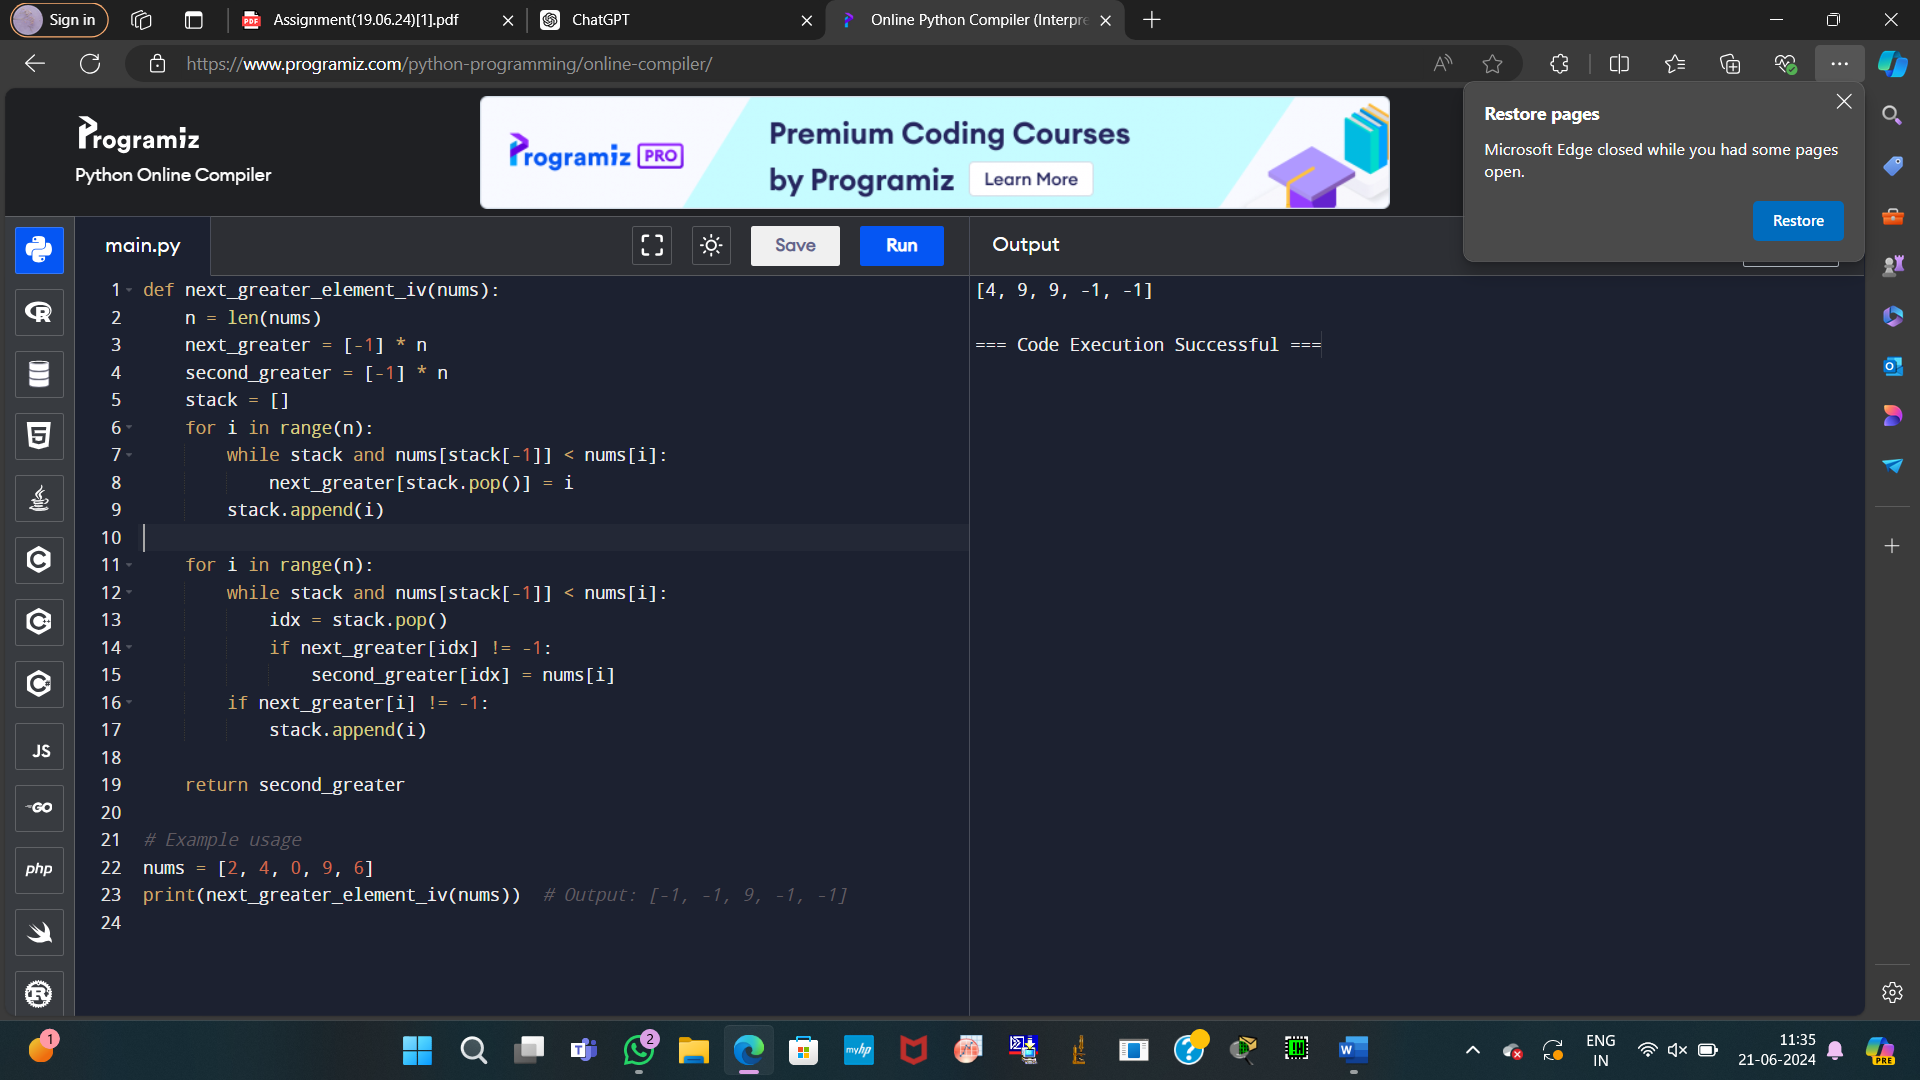 Sign in
Assignment(19.06.24)[1].pdf
ChatGPT
Online Python Compiler (Interpre
https://www.programiz.com/python-programming/online-compiler/
Programiz
Python Online Compiler
Programiz PRO
Premium Coding Courses
by Programiz
Learn More
Restore pages
Microsoft Edge closed while you had some pages
open.
Restore
main.py
Save
Run
Output
1 def next_greater_element_iv(nums):
2     n = len(nums)
3     next_greater = [-1] * n
4     second_greater = [-1] * n
5     stack = []
6     for i in range(n):
7         while stack and nums[stack[-1]] < nums[i]:
8             next_greater[stack.pop()] = i
9         stack.append(i)
10
11     for i in range(n):
12         while stack and nums[stack[-1]] < nums[i]:
13             idx = stack.pop()
14             if next_greater[idx] != -1:
15                 second_greater[idx] = nums[i]
16         if next_greater[i] != -1:
17             stack.append(i)
18
19     return second_greater
20
21 # Example usage
22 nums = [2, 4, 0, 9, 6]
23 print(next_greater_element_iv(nums))  # Output: [-1, -1, 9, -1, -1]
24
[4, 9, 9, -1, -1]
=== Code Execution Successful ===
JS
GO
php
1
2
myhp
W
ENG
IN
11:35
21-06-2024
PRE